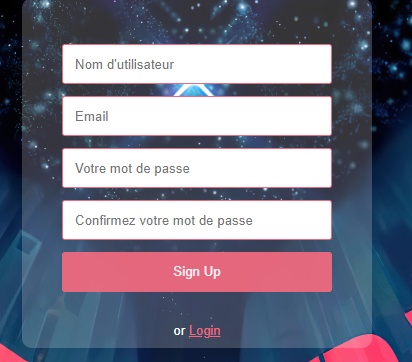 Nom d'utilisateur
Email
Votre mot de passe
Confirmez votre mot de passe
Sign Up
or Login